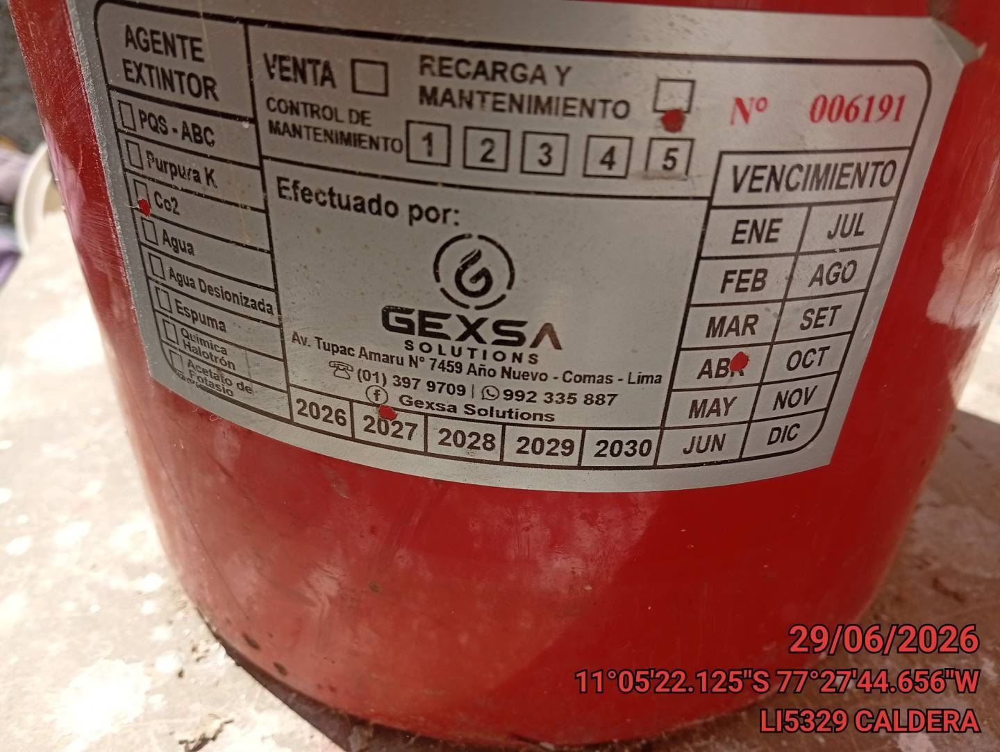 AGENTE
EXTINTOR
PQS - ABC
Purpura K
Co2
Agua
Agua Desionizada
Espuma
Quimica
Halotrón
Acetato de
Potasio
VENTA
RECARGA Y
MANTENIMIENTO
Nº 006191
CONTROL DE
MANTENIMIENTO
1 2 3 4 5
Efectuado por:
GEXSA
SOLUTIONS
Av. Tupac Amaru Nº 7459 Año Nuevo - Comas - Lima
(01) 397 9709 | 992 335 887
f Gexsa Solutions
2026 2027 2028 2029 2030
VENCIMIENTO
ENE JUL
FEB AGO
MAR SET
ABR OCT
MAY NOV
JUN DIC
29/06/2026
11°05'22.125"S 77°27'44.656"W
LI5329 CALDERA